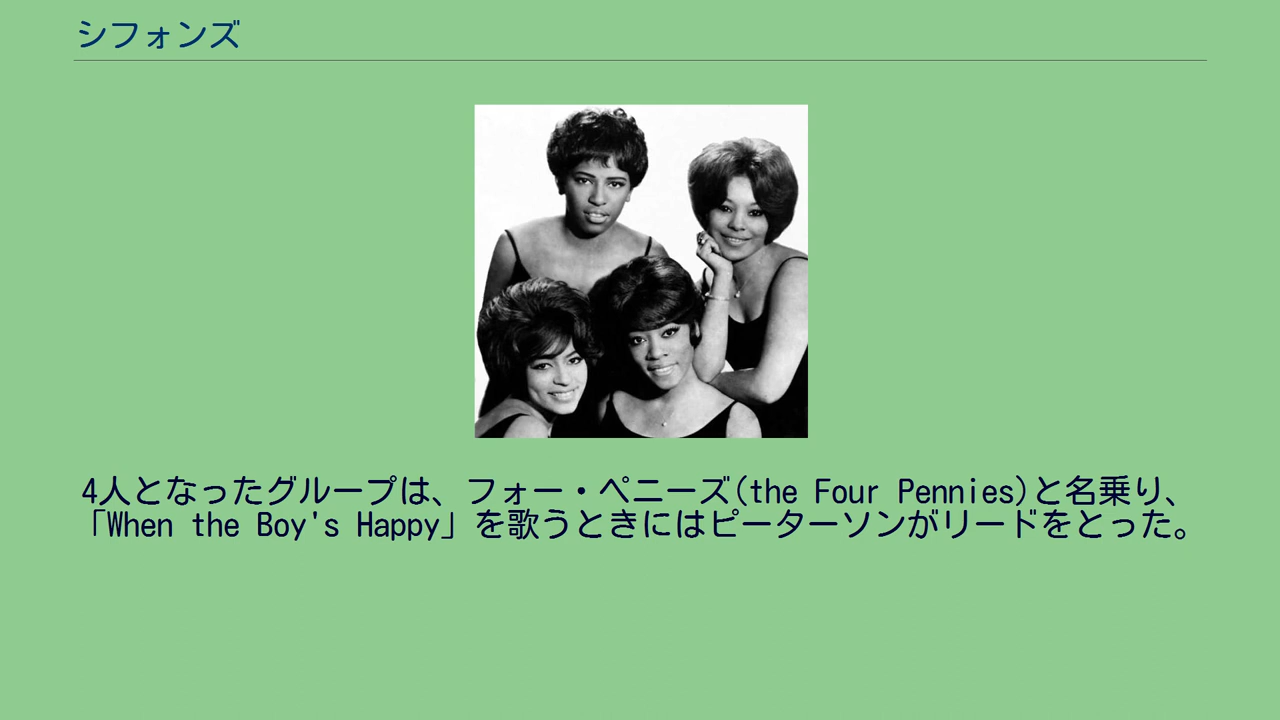 シフォンズ
4人となったグループは、フォー・ペニーズ(the Four Pennies)と名乗り、
「When the Boy's Happy」を歌うときにはピーターソンがリードをとった。